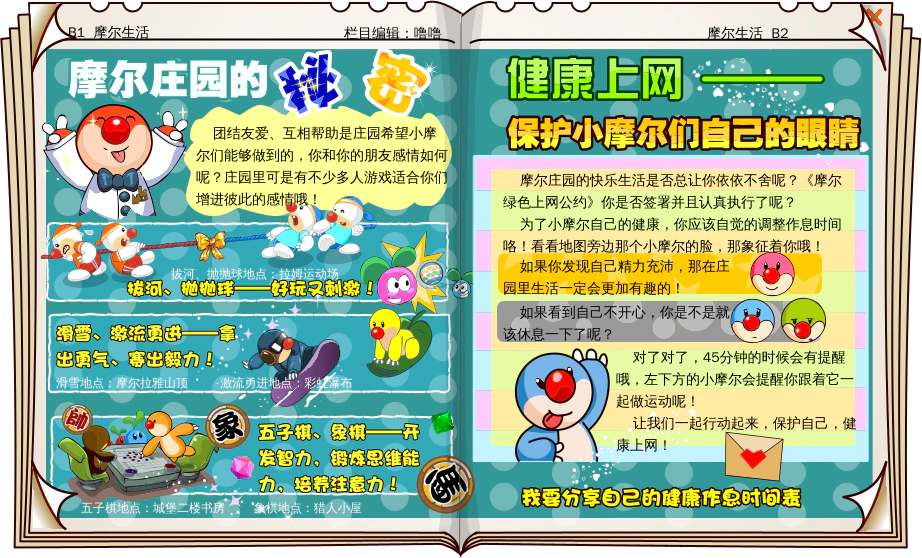 B1 摩尔生活
栏目编辑：噜噜
摩尔庄园的秘密
团结友爱、互相帮助是庄园希望小摩
尔们能够做到的，你和你的朋友感情如何
呢？庄园里可是有不少多人游戏适合你们
增进彼此的感情哦！
拔河、抛抛球地点：拉姆运动场
拔河、抛抛球——好玩又刺激！
滑雪、激流勇进——拿
出勇气、赛出毅力！
滑雪地点：摩尔拉雅山顶
激流勇进地点：彩虹瀑布
帥
象
五子棋、象棋——开
发智力、锻炼思维能
力、培养注意力！
馬
五子棋地点：城堡二楼书房
象棋地点：猎人小屋
摩尔生活 B2
健康上网————
保护小摩尔们自己的眼睛
摩尔庄园的快乐生活是否总让你依依不舍呢？《摩尔
绿色上网公约》你是否签署并且认真执行了呢？
为了小摩尔自己的健康，你应该自觉的调整作息时间
咯！看看地图旁边那个小摩尔的脸，那象征着你哦！
如果你发现自己精力充沛，那在庄
园里生活一定会更加有趣的！
如果看到自己不开心，你是不是就
该休息一下了呢？
对了对了，45分钟的时候会有提醒
哦，左下方的小摩尔会提醒你跟着它一
起做运动呢！
让我们一起行动起来，保护自己，健
康上网！
我要分享自己的健康作息时间表